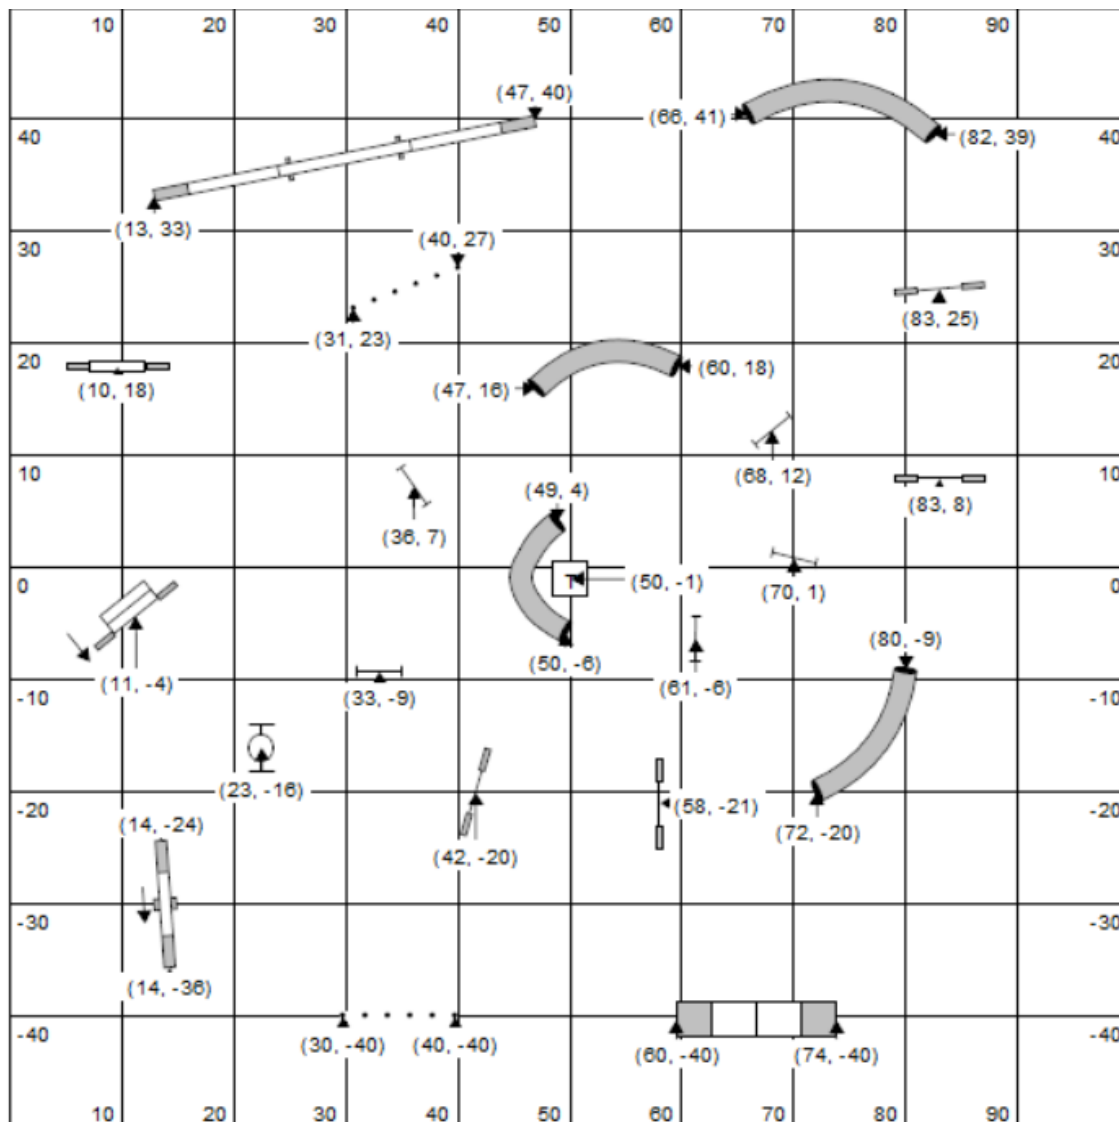 10 20 30 40 50 60 70 80 90
(47, 40)
(66, 41)
40 (82, 39) 40
(13, 33)
(40, 27)
30 30
(83, 25)
(31, 23)
20 20
(60, 18)
(10, 18) (47, 16)
10 (68, 12) 10
(49, 4) (83, 8)
(36, 7)
0 T (50, -1) (70, 1) 0
(80, -9)
(50, -6)
(11, -4) (61, -6)
-10 (33, -9) -10
(23, -16)
-20 (58, -21) -20
(14, -24) (72, -20)
(42, -20)
-30 -30
(14, -36)
-40 -40
(30, -40) (40, -40) (60, -40) (74, -40)
10 20 30 40 50 60 70 80 90